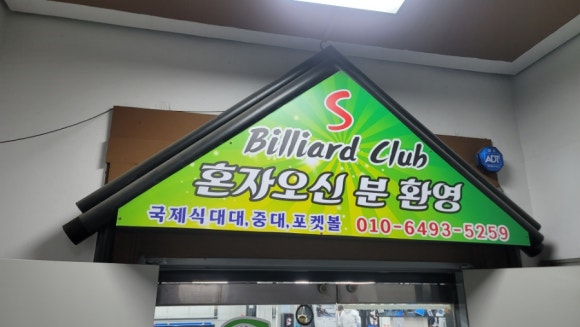 S
Billiard Club
혼자오신 분 환영
국제식대대,중대,포켓볼 010-6493-5259
ADT